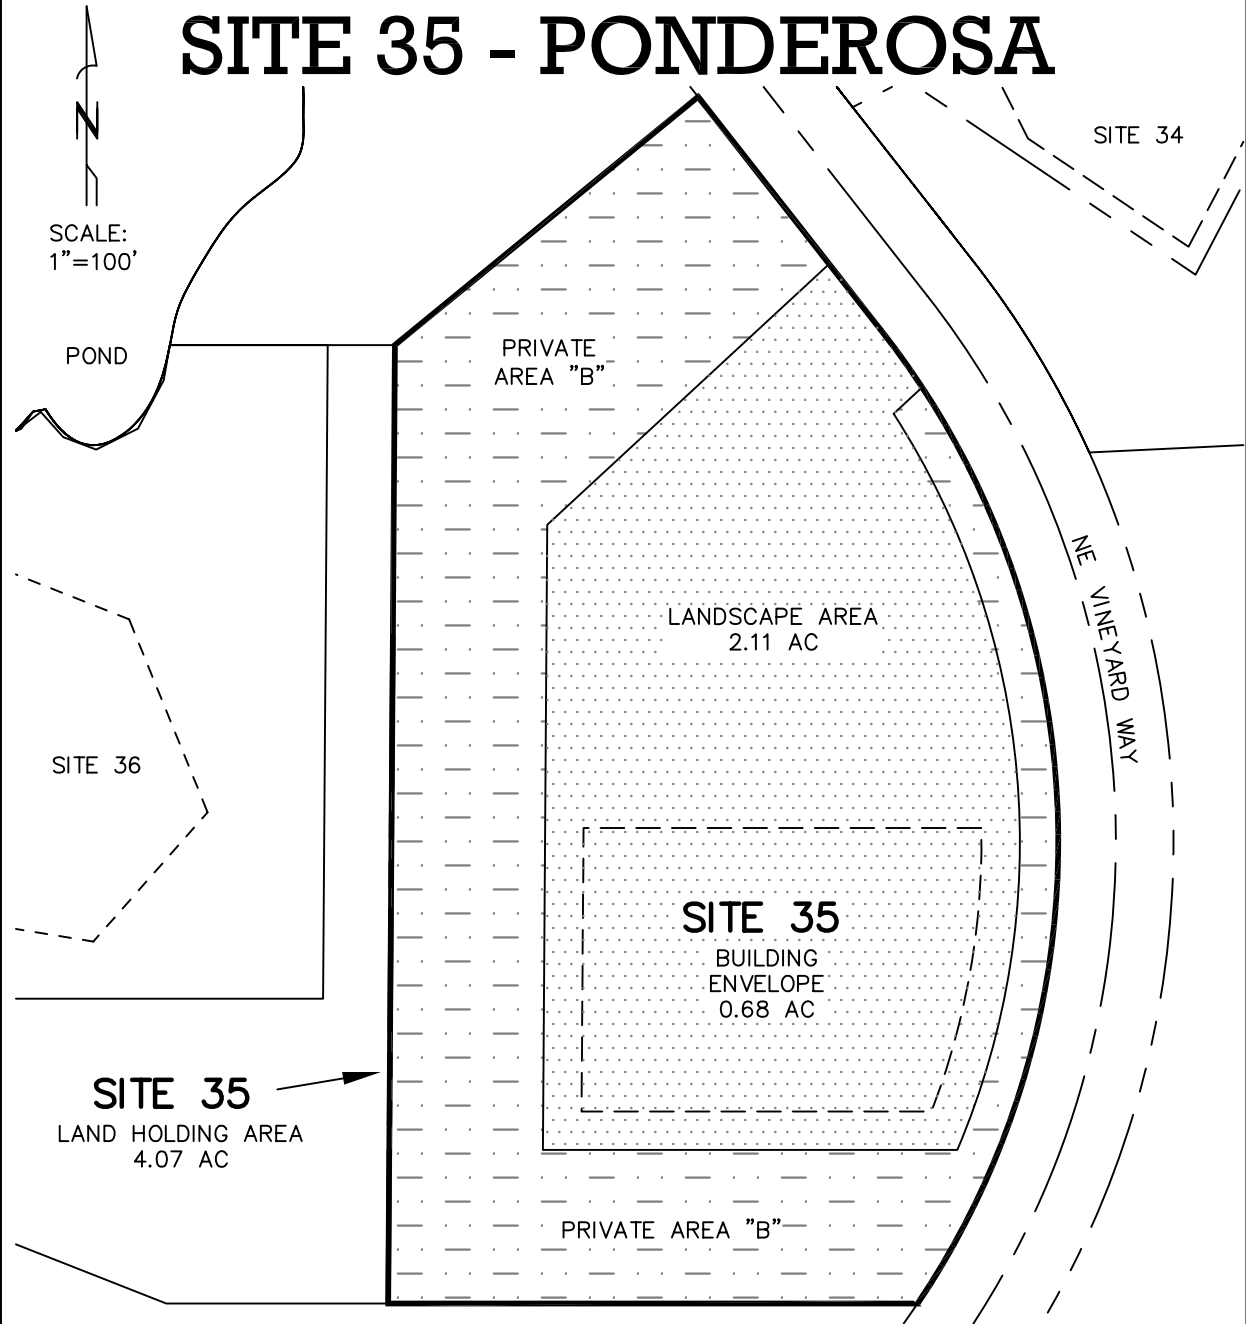 SITE 35 - PONDEROSA
N
SCALE:
1"=100'
SITE 34
POND
PRIVATE
AREA "B"
NE VINEYARD WAY
LANDSCAPE AREA
2.11 AC
SITE 36
SITE 35
BUILDING
ENVELOPE
0.68 AC
SITE 35
LAND HOLDING AREA
4.07 AC
PRIVATE AREA "B"